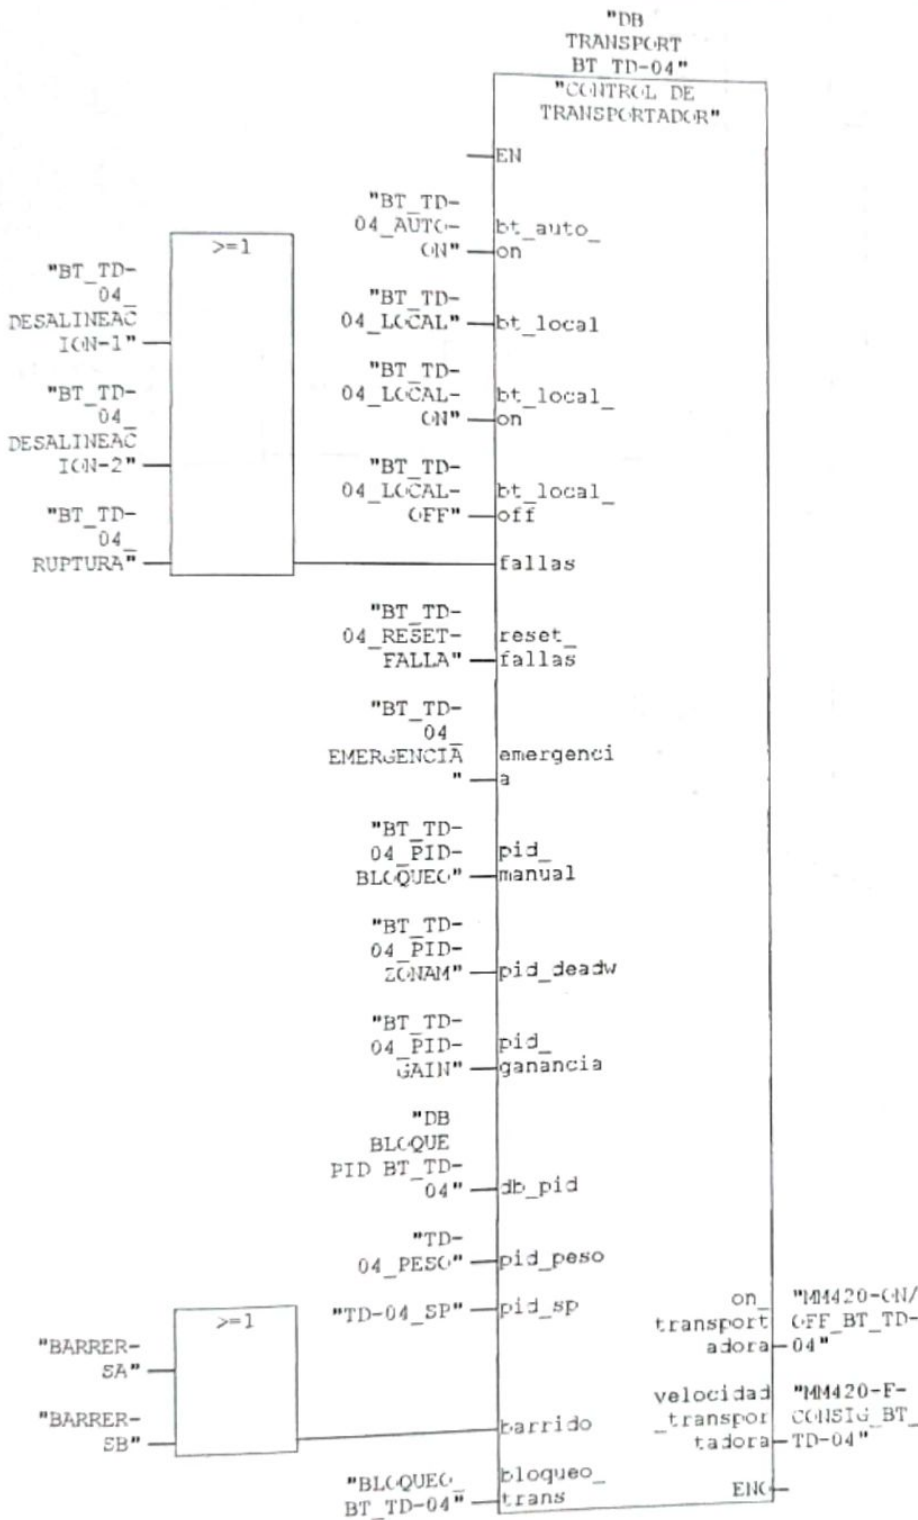 "DB
TRANSPORT
BT_TD-04"
"CONTROL DE
TRANSPORTADOR"
EN
"BT_TD-
04_AUTO-
ON"
bt_auto_
on
"BT_TD-
04_LOCAL"
bt_local
"BT_TD-
04_LOCAL-
ON"
bt_local_
on
"BT_TD-
04_LOCAL-
OFF"
bt_local_
off
>=1
"BT_TD-
04_
DESALINEAC
ION-1"
"BT_TD-
04_
DESALINEAC
ION-2"
"BT_TD-
04_
RUPTURA"
fallas
"BT_TD-
04_RESET-
FALLA"
reset_
fallas
"BT_TD-
04_
EMERGENCIA
"
emergenci
a
"BT_TD-
04_PID-
BLOQUEO"
pid_
manual
"BT_TD-
04_PID-
ZONAM"
pid_deadw
"BT_TD-
04_PID-
GAIN"
pid_
ganancia
"DB
BLOQUE
PID BT_TD-
04"
db_pid
"TD-
04_PESO"
pid_peso
"TD-04_SP"
pid_sp
>=1
"BARRER-
SA"
"BARRER-
SB"
barrido
"BLOQUEO_
BT_TD-04"
bloqueo_
trans
on_
transport
adora
"MM420-ON/
OFF_BT_TD-
04"
velocidad
_transpor
tadora
"MM420-F-
CONSIG_BT_
TD-04"
ENO